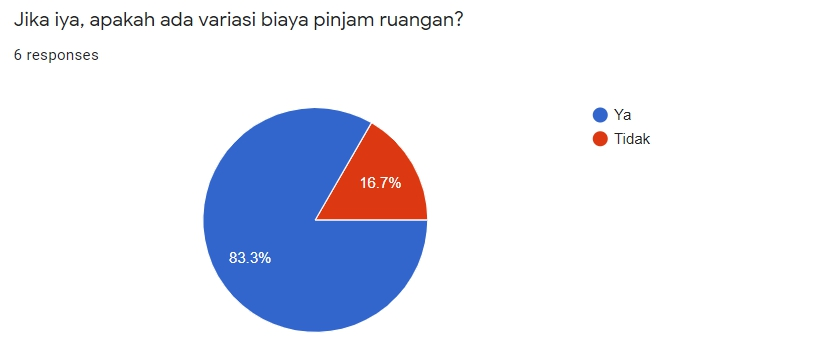 Jika iya, apakah ada variasi biaya pinjam ruangan?
6 responses
Ya
Tidak
16.7%
83.3%